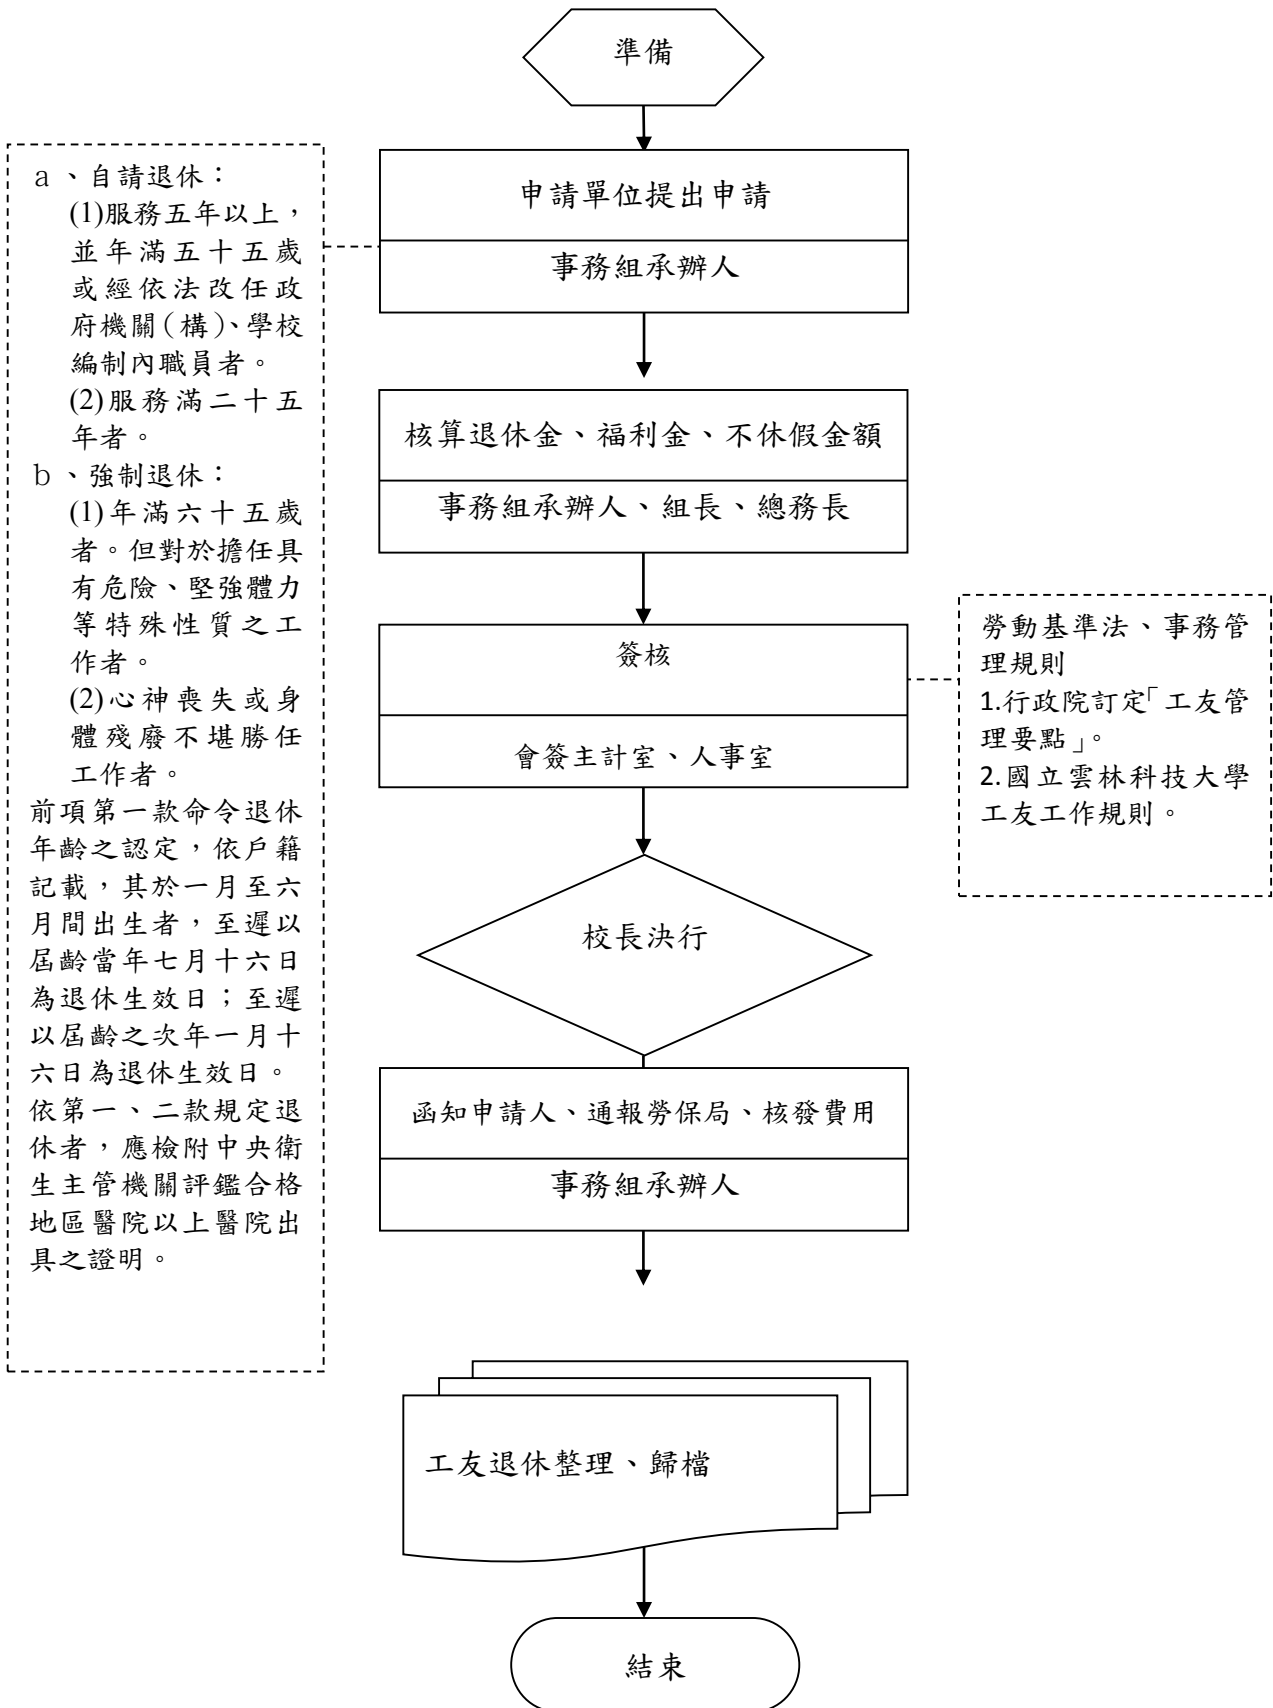 準備
申請單位提出申請
事務組承辦人
a、自請退休：
(1)服務五年以上，
並年滿五十五歲
或經依法改任政
府機關(構)、學校
編制內職員者。
(2)服務滿二十五
年者。
b、強制退休：
(1)年滿六十五歲
者。但對於擔任具
有危險、堅強體力
等特殊性質之工
作者。
(2)心神喪失或身
體殘廢不堪勝任
工作者。
前項第一款命令退休
年齡之認定，依戶籍
記載，其於一月至六
月間出生者，至遲以
屆齡當年七月十六日
為退休生效日；至遲
以屆齡之次年一月十
六日為退休生效日。
依第一、二款規定退
休者，應檢附中央衛
生主管機關評鑑合格
地區醫院以上醫院出
具之證明。
核算退休金、福利金、不休假金額
事務組承辦人、組長、總務長
簽核
會簽主計室、人事室
勞動基準法、事務管
理規則
1.行政院訂定「工友管
理要點」。
2.國立雲林科技大學
工友工作規則。
校長決行
函知申請人、通報勞保局、核發費用
事務組承辦人
工友退休整理、歸檔
結束